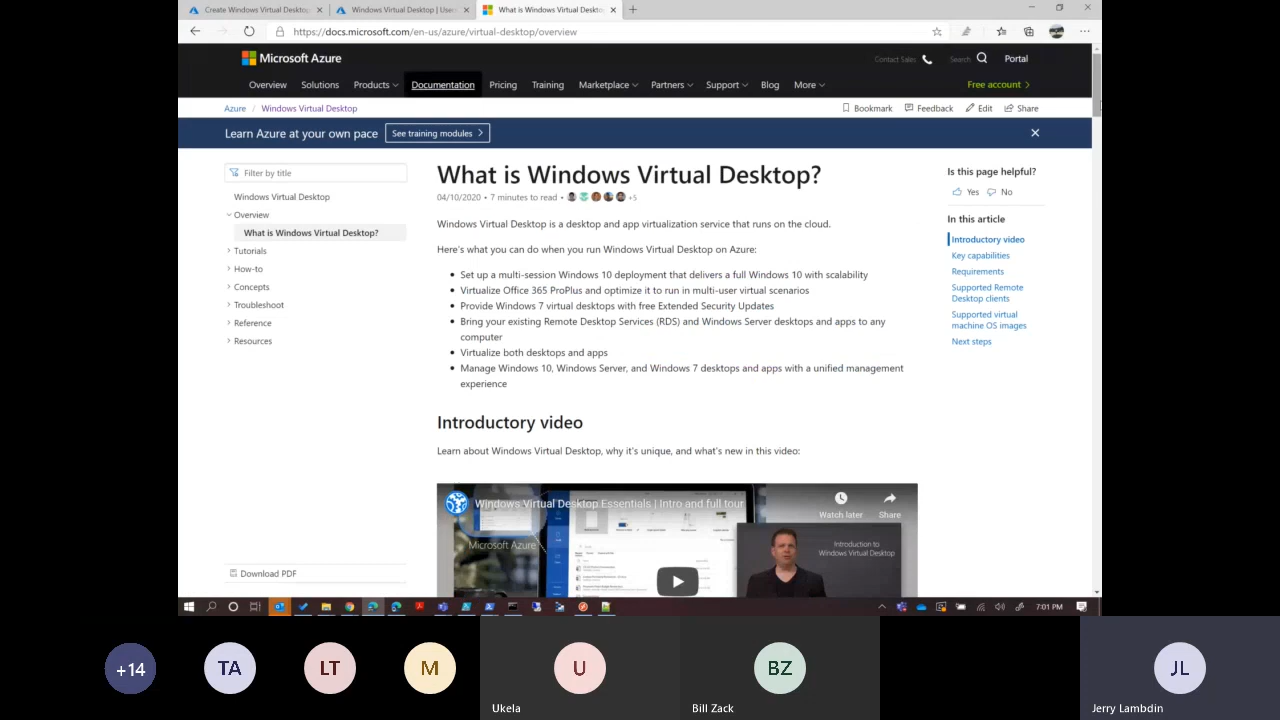 Create Windows Virtual Desktop
Windows Virtual Desktop | User
What is Windows Virtual Desktop
https://docs.microsoft.com/en-us/azure/virtual-desktop/overview
Microsoft Azure
Contact Sales
Search
Portal
Overview
Solutions
Products
Documentation
Pricing
Training
Marketplace
Partners
Support
Blog
More
Free account
Azure / Windows Virtual Desktop
Bookmark
Feedback
Edit
Share
Learn Azure at your own pace
See training modules
Filter by title
Windows Virtual Desktop
Overview
What is Windows Virtual Desktop?
Tutorials
How-to
Concepts
Troubleshoot
Reference
Resources
Download PDF
What is Windows Virtual Desktop?
04/10/2020 • 7 minutes to read •
+5
Windows Virtual Desktop is a desktop and app virtualization service that runs on the cloud.
Here's what you can do when you run Windows Virtual Desktop on Azure:
• Set up a multi-session Windows 10 deployment that delivers a full Windows 10 with scalability
• Virtualize Office 365 ProPlus and optimize it to run in multi-user virtual scenarios
• Provide Windows 7 virtual desktops with free Extended Security Updates
• Bring your existing Remote Desktop Services (RDS) and Windows Server desktops and apps to any
computer
• Virtualize both desktops and apps
• Manage Windows 10, Windows Server, and Windows 7 desktops and apps with a unified management
experience
Introductory video
Learn about Windows Virtual Desktop, why it's unique, and what's new in this video:
Windows Virtual Desktop Essentials | Intro and full tour
Watch later
Share
Microsoft Azure
Introduction to
Windows Virtual Desktop
Is this page helpful?
Yes
No
In this article
Introductory video
Key capabilities
Requirements
Supported Remote
Desktop clients
Supported virtual
machine OS images
Next steps
7:01 PM
+14
TA
LT
M
U
Ukela
BZ
Bill Zack
JL
Jerry Lambdin